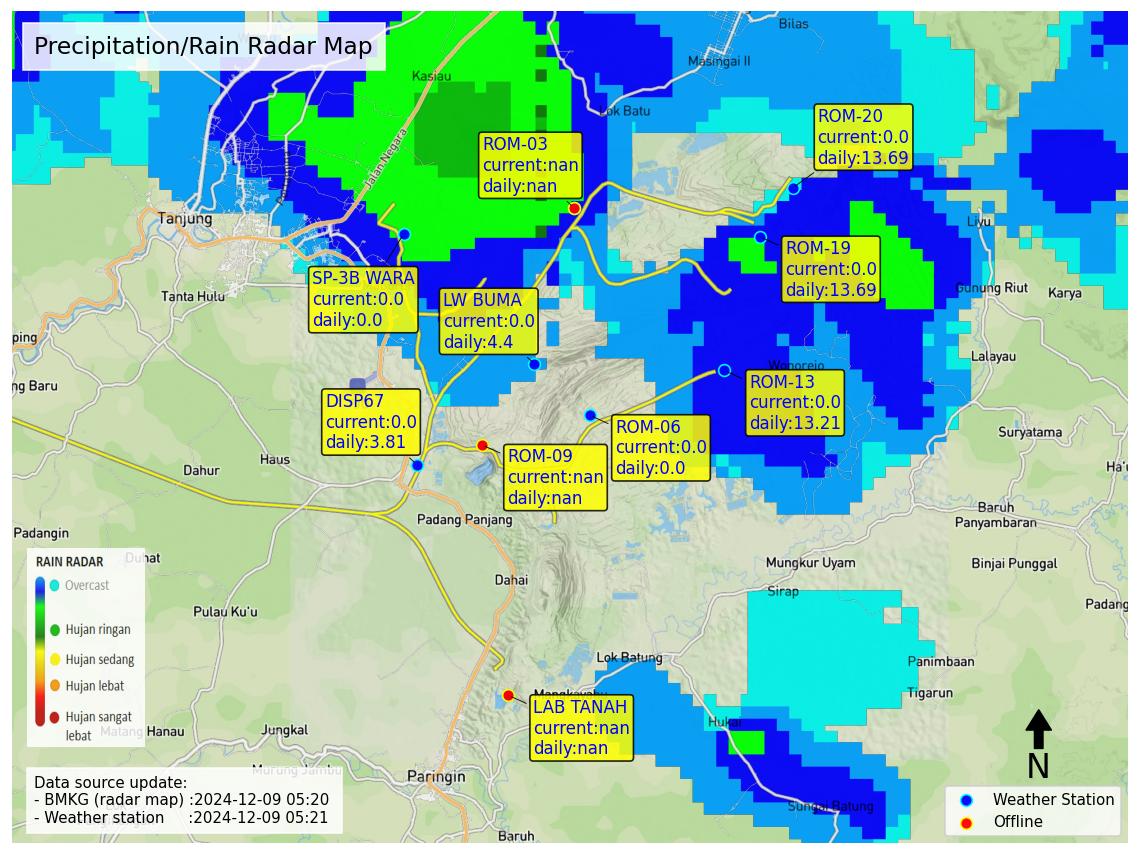 Precipitation/Rain Radar Map
Bilas
Masingai II
Kasiau
Lok Batu
Jalan Negara
ROM-20
current:0.0
daily:13.69
ROM-03
current:nan
daily:nan
Tanjung
Liyu
ROM-19
current:0.0
daily:13.69
SP-3B WARA
current:0.0
daily:0.0
Tanta Hulu
LW BUMA
current:0.0
daily:4.4
Gunung Riut
Karya
ping
Lalayau
Wonorejo
ng Baru
ROM-13
current:0.0
daily:13.21
DISP67
current:0.0
daily:3.81
ROM-06
current:0.0
daily:0.0
Suryatama
ROM-09
current:nan
daily:nan
Haus
Dahur
Ha'u
Baruh
Panyambaran
Padang Panjang
Padangin
Duhat
Mungkur Uyam
Binjai Punggal
Dahai
Sirap
Padang
Pulau Ku'u
RAIN RADAR
Overcast
Hujan ringan
Hujan sedang
Hujan lebat
Hujan sangat
lebat
Lok Batung
Panimbaan
Tigarun
LAB TANAH
current:nan
daily:nan
Hukai
Matang Hanau
Jungkal
Murung Jambu
Paringin
Sungai Batung
Baruh
N
Data source update:
- BMKG (radar map) :2024-12-09 05:20
- Weather station :2024-12-09 05:21
Weather Station
Offline